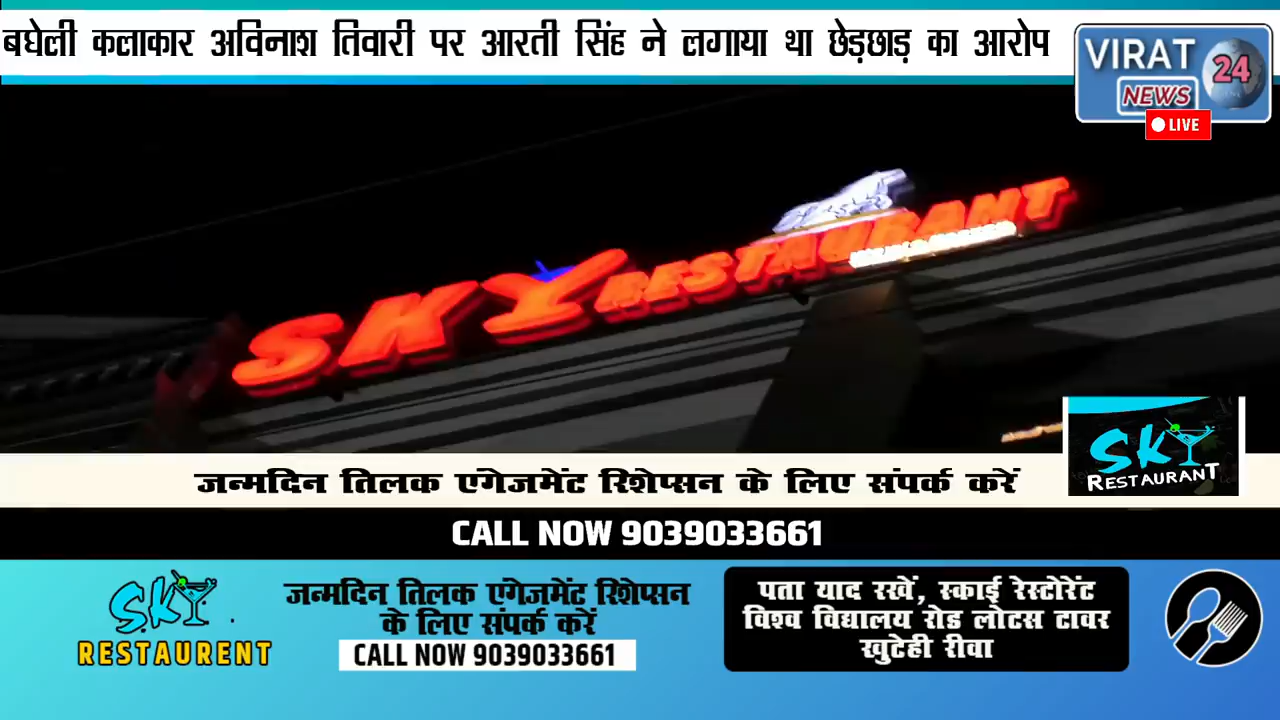 बघेली कलाकार अविनाश तिवारी पर आरती सिंह ने लगाया था छेड़छाड़ का आरोप
VIRAT
24
NEWS
LIVE
SKY RESTAURANT
SKY
RESTAURANT
जन्मदिन तिलक एंगेजमेंट रिशेप्सन के लिए संपर्क करें
CALL NOW 9039033661
SKY
RESTAURENT
जन्मदिन तिलक एंगेजमेंट रिशेप्सन
के लिए संपर्क करें
CALL NOW 9039033661
पता याद रखें, स्काई रेस्टोरेंट
विश्व विद्यालय रोड लोटस टावर
खुटेही रीवा